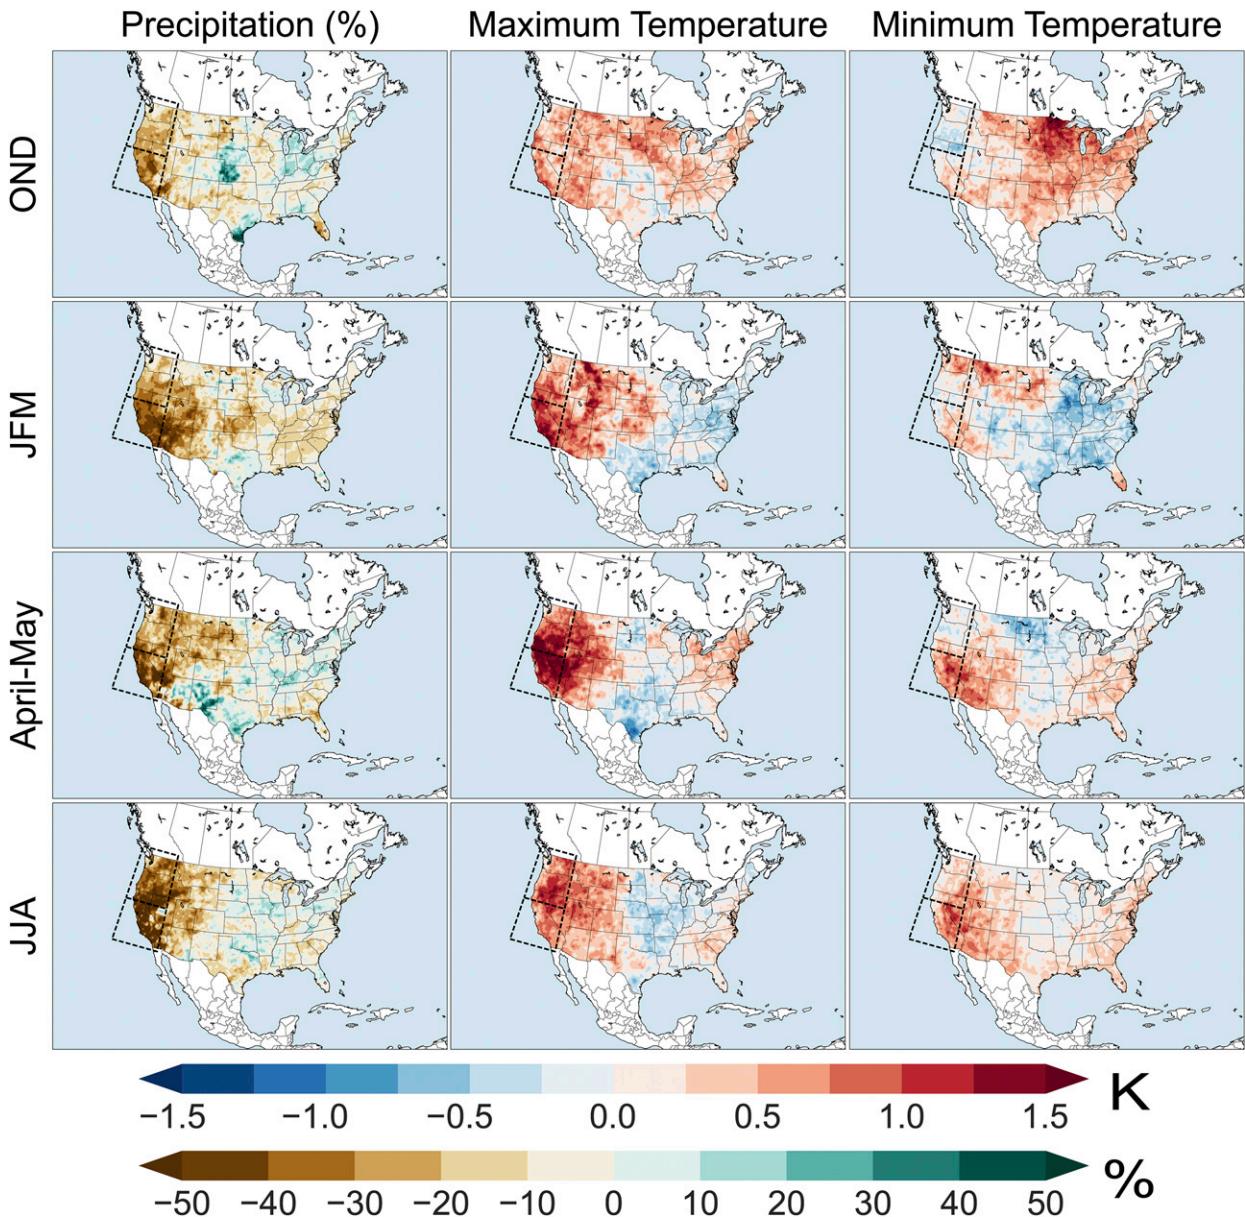 Precipitation (%) Maximum Temperature Minimum Temperature
OND
JFM
April-May
JJA
−1.5 −1.0 −0.5 0.0 0.5 1.0 1.5 K
−50 −40 −30 −20 −10 0 10 20 30 40 50 %